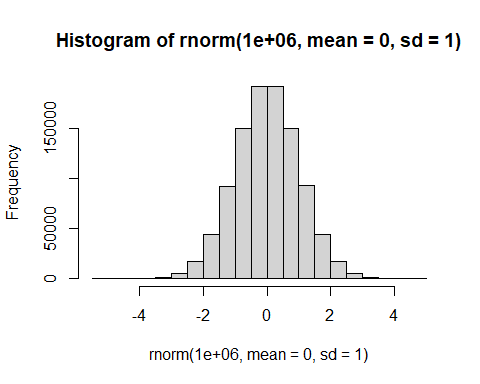 Histogram of rnorm(1e+06, mean = 0, sd = 1)
Frequency
150000
50000
0
-4 -2 0 2 4
rnorm(1e+06, mean = 0, sd = 1)